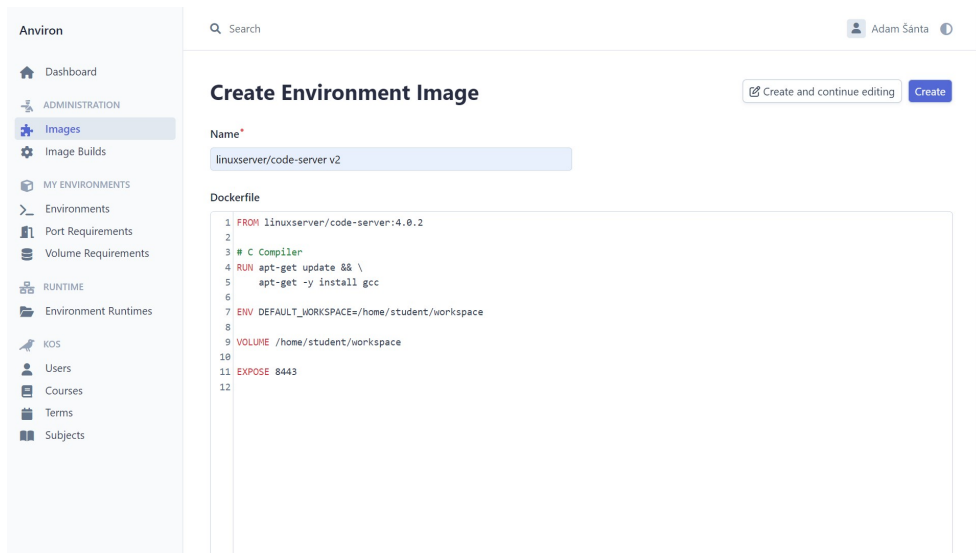 Anviron
Search
Adam Šánta
Dashboard
ADMINISTRATION
Images
Image Builds
MY ENVIRONMENTS
Environments
Port Requirements
Volume Requirements
RUNTIME
Environment Runtimes
KOS
Users
Courses
Terms
Subjects
Create Environment Image
Create and continue editing
Create
Name*
linuxserver/code-server v2
Dockerfile
1 FROM linuxserver/code-server:4.0.2
2
3 # C Compiler
4 RUN apt-get update && \
5     apt-get -y install gcc
6
7 ENV DEFAULT_WORKSPACE=/home/student/workspace
8
9 VOLUME /home/student/workspace
10
11 EXPOSE 8443
12